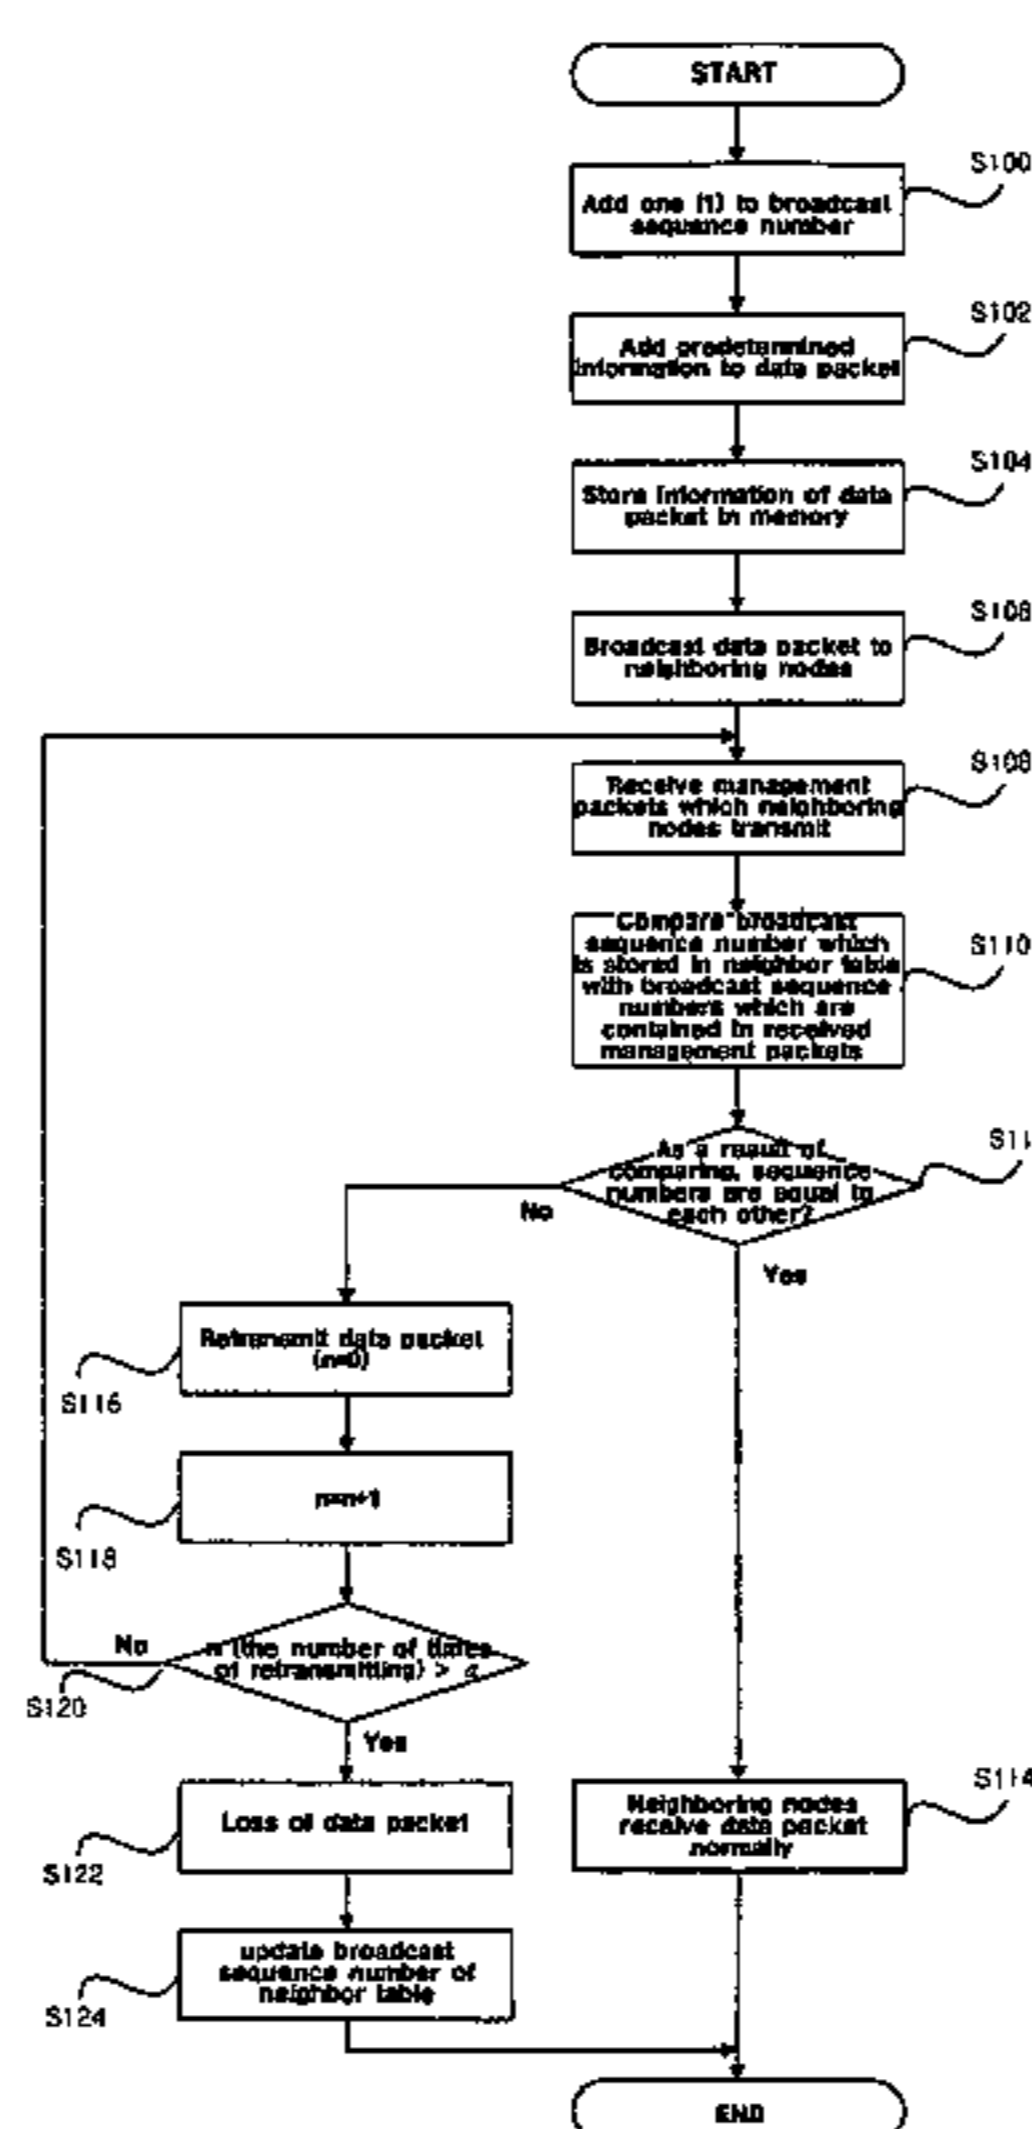 START
S100
Add one (1) to broadcast
sequence number
S102
Add predetermined
information to data packet
S104
Store information of data
packet in memory
S106
Broadcast data packet to
neighboring nodes
S108
Receive management
packets which neighboring
nodes transmit
Compare broadcast
sequence number which
is stored in neighbor table
with broadcast sequence
numbers which are
contained in received
management packets
S110
As a result of
comparing, sequence
numbers are equal to
each other?
S11
No
Yes
Retransmit data packet
(n=0)
S116
n=n+1
S118
No
n (the number of times
of retransmitting) >
S120
Yes
Loss of data packet
S122
S114
Neighboring nodes
receive data packet
normally
update broadcast
sequence number of
neighbor table
S124
END